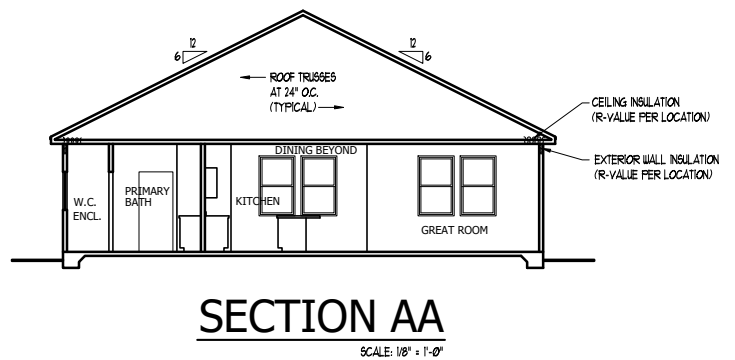 12
6
12
6
ROOF TRUSSES
AT 24" O.C.
(TYPICAL)
CEILING INSULATION
(R-VALUE PER LOCATION)
DINING BEYOND
EXTERIOR WALL INSULATION
(R-VALUE PER LOCATION)
W.C.
ENCL.
PRIMARY
BATH
KITCHEN
GREAT ROOM
SECTION AA
SCALE: 1/8" = 1'-0"